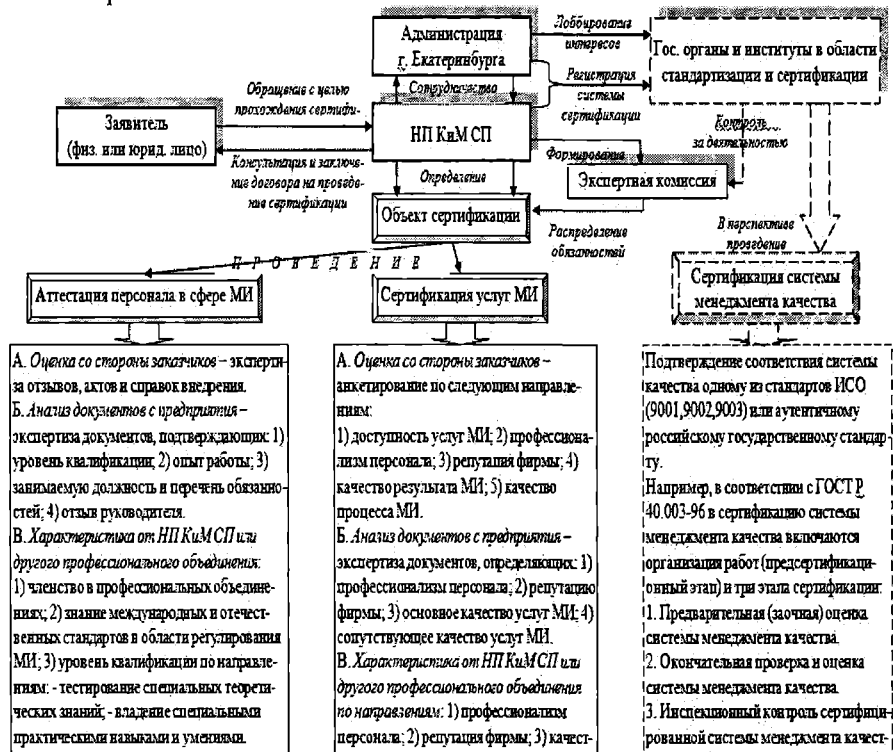 Администрация
г. Екатеринбурга
Лоббирование
интересов
Гос. органы и институты в области
стандартизации и сертификации
Сотрудничество
Регистрация
системы
сертификации
Обращение с целью
прохождения сертифи-
Заявитель
(физ. или юрид. лицо)
НП КиМ СП
Контроль
за деятельностью
Консультация и заключе-
ние договора на проведе-
ние сертификации
Формирование
Экспертная комиссия
Определение
Объект сертификации
Распределение
обязанностей
В перспективе
проведение
П Р О В Е Д Е Н И Е
Аттестация персонала в сфере МИ
Сертификация услуг МИ
Сертификация системы
менеджмента качества
А. Оценка со стороны заказчиков – эксперти-
за отзывов, актов и справок внедрения.
Б. Анализ документов с предприятия –
экспертиза документов, подтверждающих: 1)
уровень квалификации; 2) опыт работы; 3)
занимаемую должность и перечень обязанно-
стей; 4) отзыв руководителя.
В. Характеристика от НП КиМ СП или
другого профессионального объединения:
1) членство в профессиональных объедине-
ниях; 2) знание международных и отечест-
венных стандартов в области регулирования
МИ; 3) уровень квалификации по направле-
ниям: - тестирование специальных теорети-
ческих знаний; - владение специальными
практическими навыками и умениями.
А. Оценка со стороны заказчиков –
анкетирование по следующим направле-
ниям:
1) доступность услуг МИ; 2) профессиона-
лизм персонала; 3) репутация фирмы; 4)
качество результата МИ; 5) качество
процесса МИ.
Б. Анализ документов с предприятия –
экспертиза документов, определяющих: 1)
профессионализм персонала; 2) репутацию
фирмы; 3) основное качество услуг МИ; 4)
сопутствующее качество услуг МИ.
В. Характеристика от НП КиМ СП или
другого профессионального объединения
по направлениям: 1) профессионализм
персонала; 2) репутация фирмы; 3) качест-
Подтверждение соответствия системы
качества одному из стандартов ИСО
(9001,9002,9003) или аутентичному
российскому государственному стандар-
ту.
Например, в соответствии с ГОСТ Р
40.003-96 в сертификацию системы
менеджмента качества включаются
организация работ (предсертификаци-
онный этап) и три этапа сертификации:
1. Предварительная (заочная) оценка
системы менеджмента качества.
2. Окончательная проверка и оценка
системы менеджмента качества.
3. Инспекционный контроль сертифици-
рованной системы менеджмента качест-